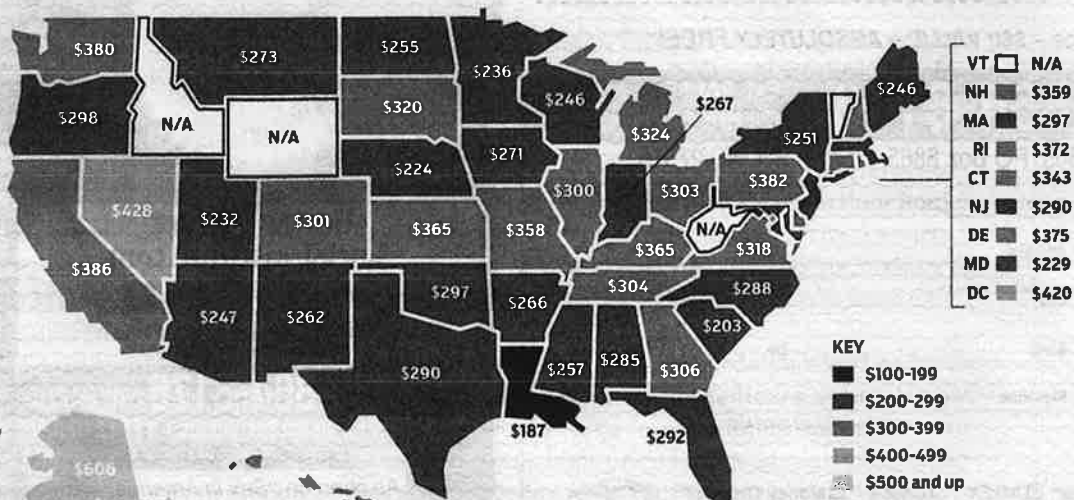 $380
$273
$255
$236
$246
$267
$246
$298
N/A
N/A
$320
$324
$251
$224
$271
$428
$232
$301
$300
$303
$382
$365
$358
$365
N/A
$318
$386
$304
$288
$247
$262
$297
$266
$203
$290
$257
$285
$306
$187
$292
VT N/A
NH $359
MA $297
RI $372
CT $343
NJ $290
DE $375
MD $229
DC $420
KEY
$100-199
$200-299
$300-399
$400-499
$500 and up